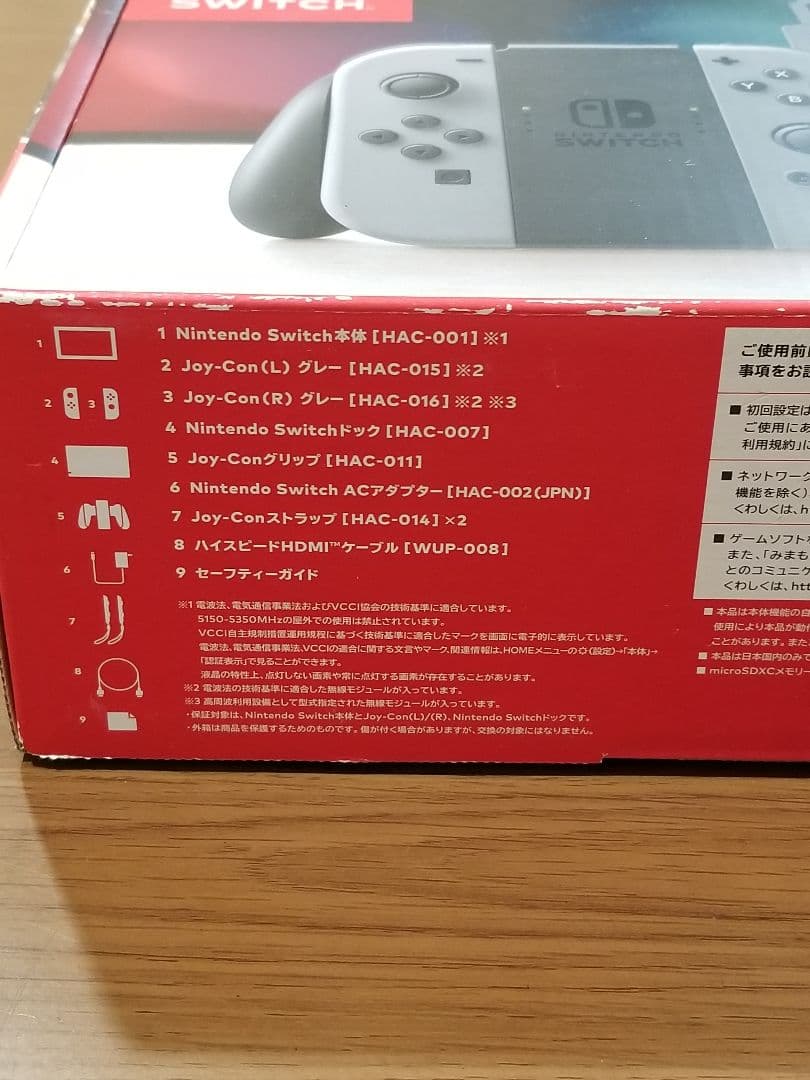 SWITCH
NINTENDO
SWITCH
X
Y
B
1 Nintendo Switch本体 [HAC-001] ※1
2 Joy-Con(L) グレー [HAC-015] ※2
3 Joy-Con(R) グレー [HAC-016] ※2 ※3
4 Nintendo Switchドック [HAC-007]
5 Joy-Conグリップ [HAC-011]
6 Nintendo Switch ACアダプター [HAC-002(JPN)]
7 Joy-Conストラップ [HAC-014] ×2
8 ハイスピードHDMI™ケーブル [WUP-008]
9 セーフティーガイド
1
2
3
4
5
6
7
8
9
※1 電波法、電気通信事業法およびVCCI協会の技術基準に適合しています。
5150-5350MHzの屋外での使用は禁止されています。
VCCI自主規制措置運用規程に基づく技術基準に適合したマークを画面に電子的に表示しています。
電波法、電気通信事業法、VCCIの適合に関する文言やマーク、関連情報は、HOMEメニューの(設定)→「本体」→
「認証表示」で見ることができます。
液晶の特性上、点灯しない画素や常に点灯する画素が存在することがあります。
※2 電波法の技術基準に適合した無線モジュールが入っています。
※3 高周波利用設備として型式指定された無線モジュールが入っています。
・保証対象は、Nintendo Switch本体とJoy-Con(L)/(R)、Nintendo Switchドックです。
・外箱は商品を保護するためのものです。傷が付く場合がありますが、交換の対象にはなりません。
ご使用前に
事項をお読
■ 初回設定は
ご使用にあ
利用規約」に
■ ネットワーク
機能を除く)
くわしくは、h
■ ゲームソフトを
また、「みまも
とのコミュニケ
くわしくは、htt
■ 本品は本体機能の自
使用により本品が動作
ことがあります。また、
■ 本品は日本国内のみで
■ microSDXCメモリー